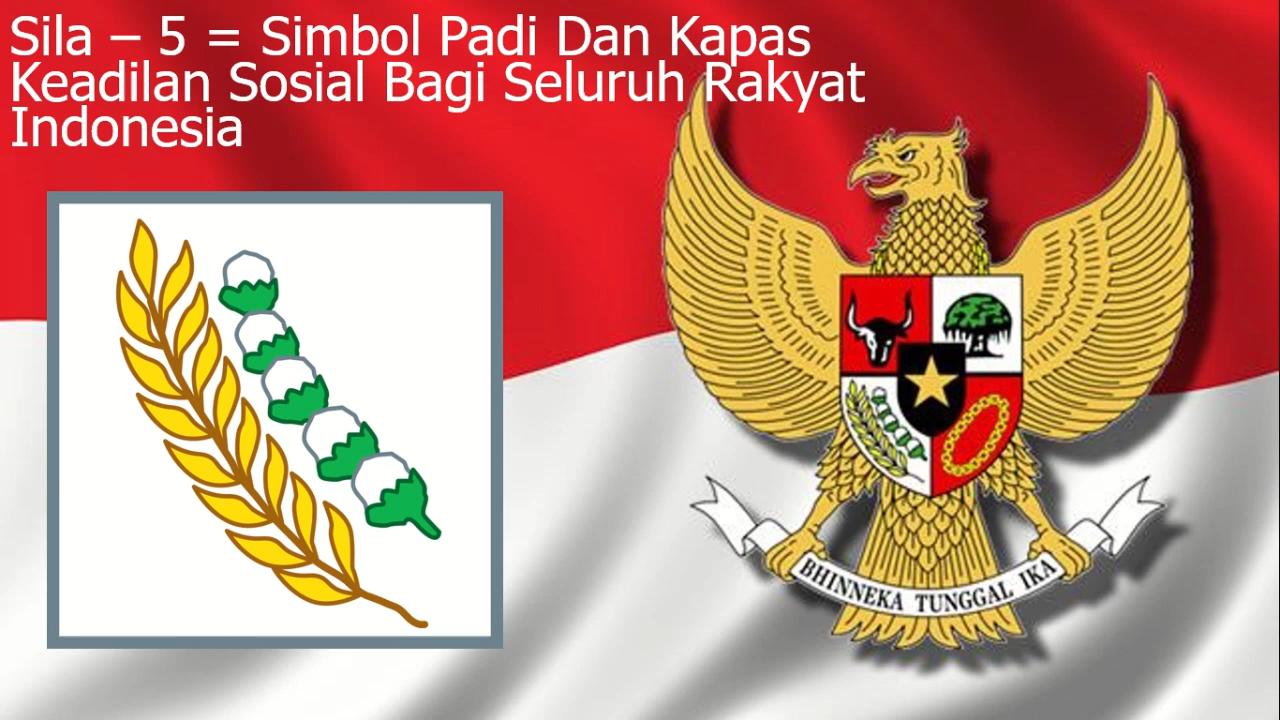 Sila – 5 = Simbol Padi Dan Kapas
Keadilan Sosial Bagi Seluruh Rakyat
Indonesia
BHINNEKA TUNGGAL IKA